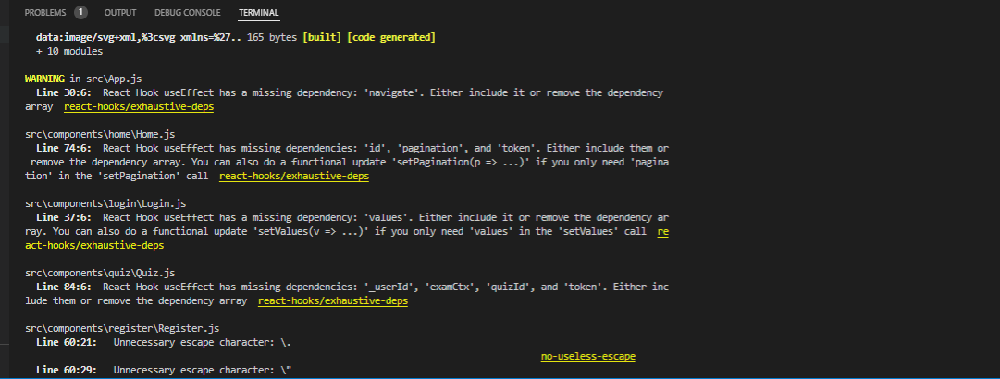 PROBLEMS 1 OUTPUT DEBUG CONSOLE TERMINAL
data:image/svg+xml,%3csvg xmlns=%27.. 165 bytes [built] [code generated]
+ 10 modules
WARNING in src\App.js
Line 30:6: React Hook useEffect has a missing dependency: 'navigate'. Either include it or remove the dependency
array react-hooks/exhaustive-deps
src\components\home\Home.js
Line 74:6: React Hook useEffect has missing dependencies: 'id', 'pagination', and 'token'. Either include them or
remove the dependency array. You can also do a functional update 'setPagination(p => ...)' if you only need 'pagina
tion' in the 'setPagination' call react-hooks/exhaustive-deps
src\components\login\Login.js
Line 37:6: React Hook useEffect has a missing dependency: 'values'. Either include it or remove the dependency ar
ray. You can also do a functional update 'setValues(v => ...)' if you only need 'values' in the 'setValues' call re
act-hooks/exhaustive-deps
src\components\quiz\Quiz.js
Line 84:6: React Hook useEffect has missing dependencies: '_userId', 'examCtx', 'quizId', and 'token'. Either inc
lude them or remove the dependency array react-hooks/exhaustive-deps
src\components\register\Register.js
Line 60:21: Unnecessary escape character: \.
no-useless-escape
Line 60:29: Unnecessary escape character: \"